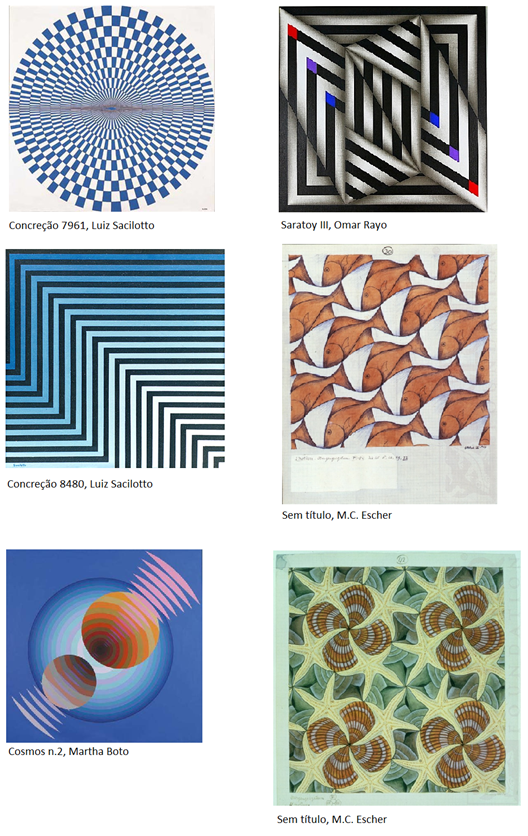 Concreção 7961, Luiz Sacilotto
Saratoy III, Omar Rayo
Concreção 8480, Luiz Sacilotto
Sem título, M.C. Escher
Cosmos n.2, Martha Boto
Sem título, M.C. Escher